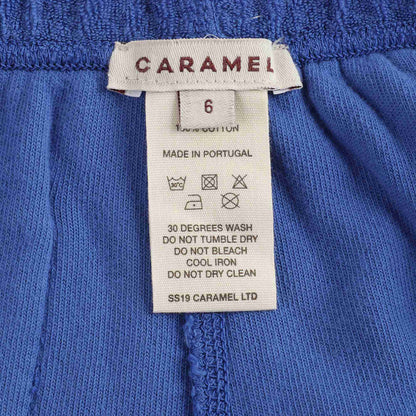 CARAMEL
6
100% COTTON
MADE IN PORTUGAL
30°C
30 DEGREES WASH
DO NOT TUMBLE DRY
DO NOT BLEACH
COOL IRON
DO NOT DRY CLEAN
SS19 CARAMEL LTD